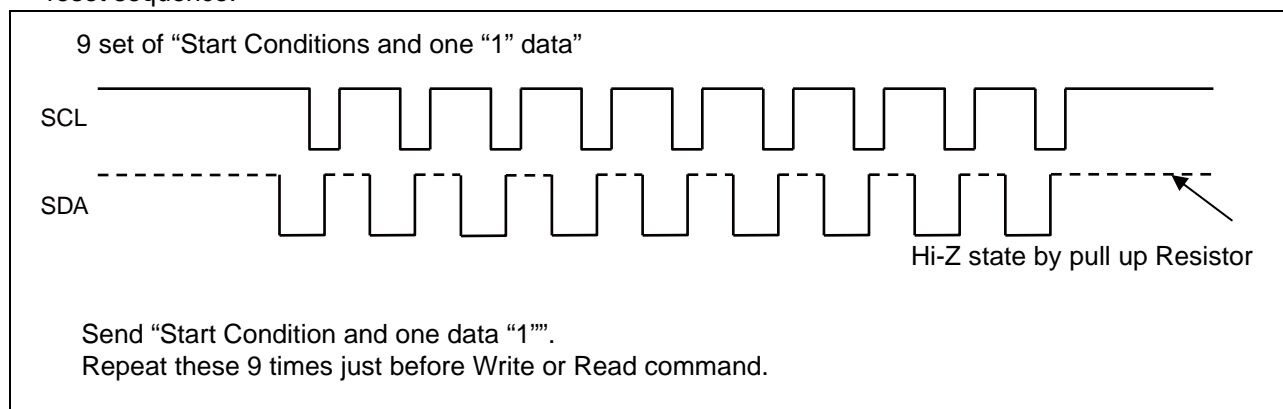 9 set of “Start Conditions and one “1” data”
SCL
SDA
Hi-Z state by pull up Resistor
Send “Start Condition and one data “1””.
Repeat these 9 times just before Write or Read command.